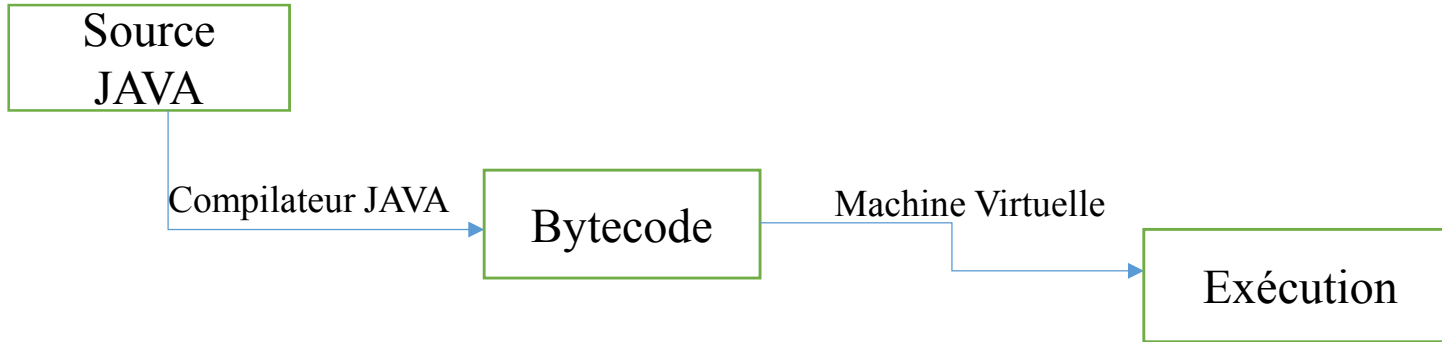 Source
JAVA
Compilateur JAVA
Bytecode
Machine Virtuelle
Exécution